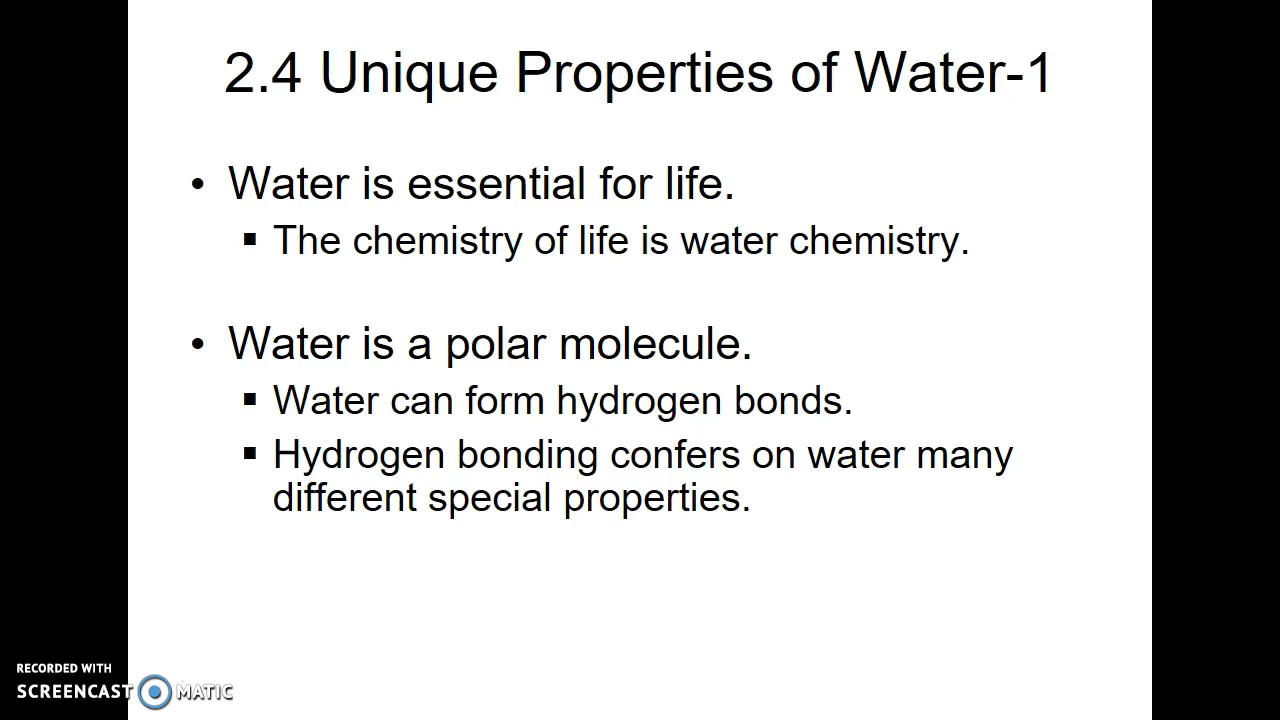 2.4 Unique Properties of Water-1
• Water is essential for life.
▪ The chemistry of life is water chemistry.
• Water is a polar molecule.
▪ Water can form hydrogen bonds.
▪ Hydrogen bonding confers on water many
different special properties.
RECORDED WITH
SCREENCAST MATIC